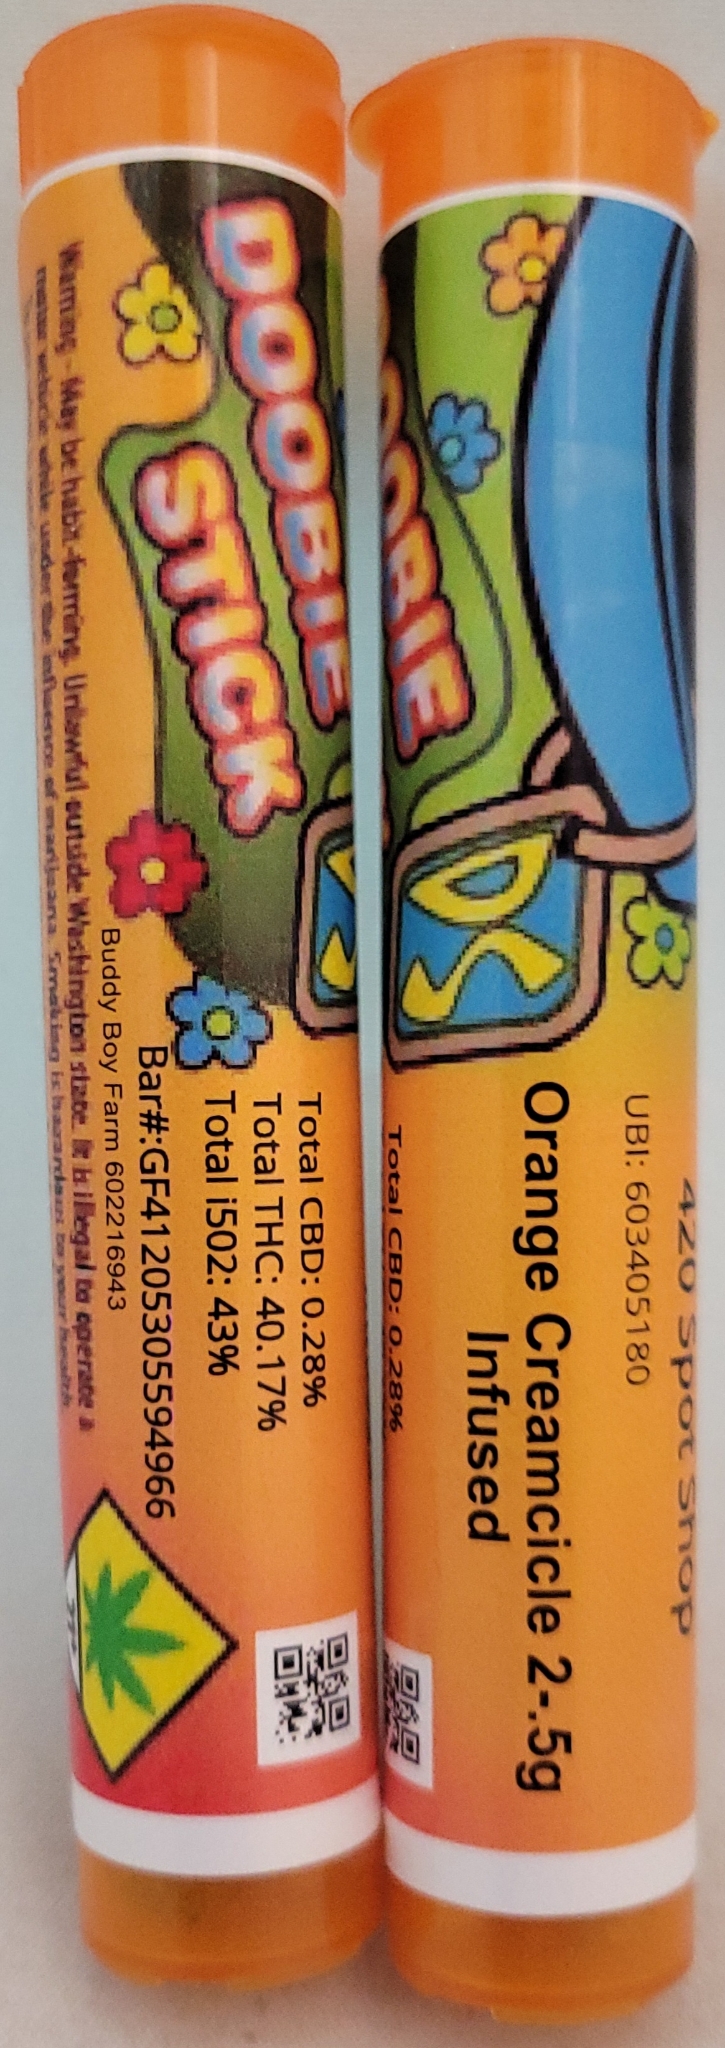 DOOBIE
STICK
Warning - May be habit-forming. Unlawful outside Washington state. It is illegal to operate a
motor vehicle while under the influence of marijuana. Smoking is hazardous to your health
Buddy Boy Farm 602216943
Bar#:GF41205305594966
Total i502: 43%
Total THC: 40.17%
Total CBD: 0.28%
OOBIE
DS
420 Spot Shop
UBI: 603405180
Orange Creamcicle 2-.5g
Infused
Total CBD: 0.28%